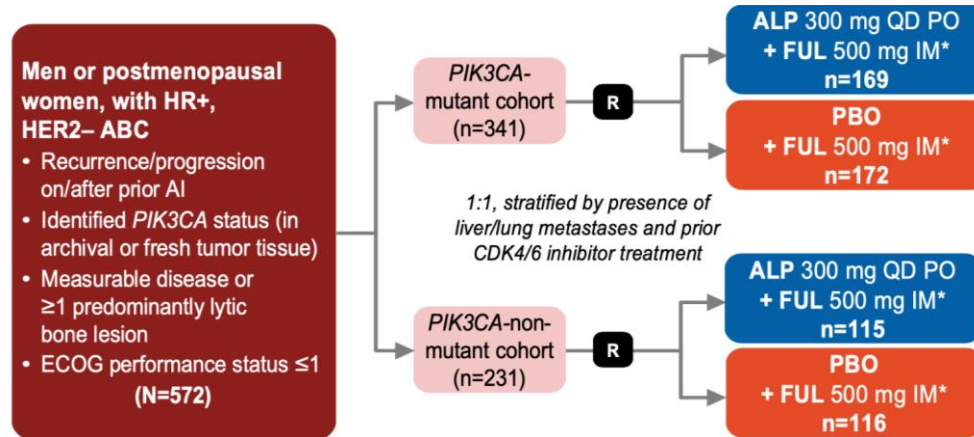 Men or postmenopausal
women, with HR+,
HER2– ABC
• Recurrence/progression
on/after prior AI
• Identified PIK3CA status (in
archival or fresh tumor tissue)
• Measurable disease or
≥1 predominantly lytic
bone lesion
• ECOG performance status ≤1
(N=572)
PIK3CA-
mutant cohort
(n=341)
R
ALP 300 mg QD PO
+ FUL 500 mg IM*
n=169
PBO
+ FUL 500 mg IM*
n=172
1:1, stratified by presence of
liver/lung metastases and prior
CDK4/6 inhibitor treatment
PIK3CA-non-
mutant cohort
(n=231)
R
ALP 300 mg QD PO
+ FUL 500 mg IM*
n=115
PBO
+ FUL 500 mg IM*
n=116